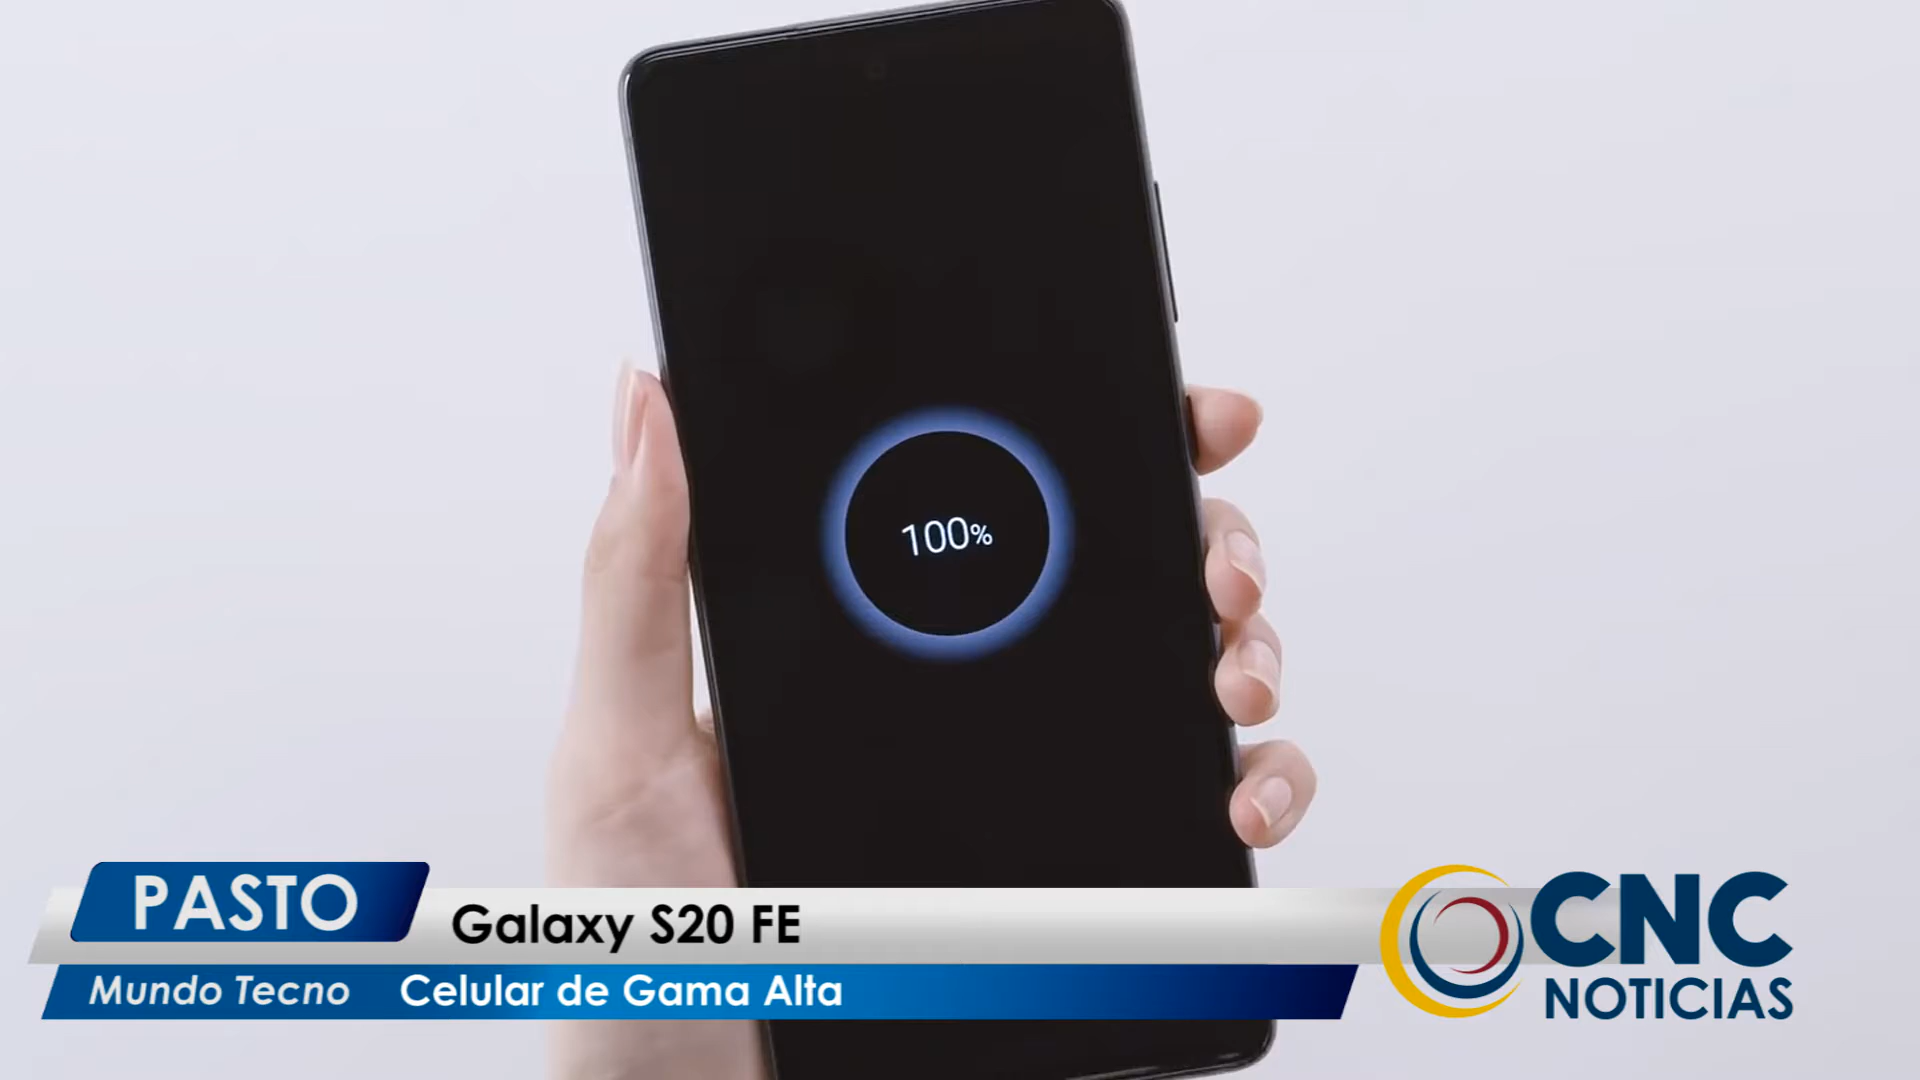 100%
PASTO
Galaxy S20 FE
Mundo Tecno
Celular de Gama Alta
CNC
NOTICIAS